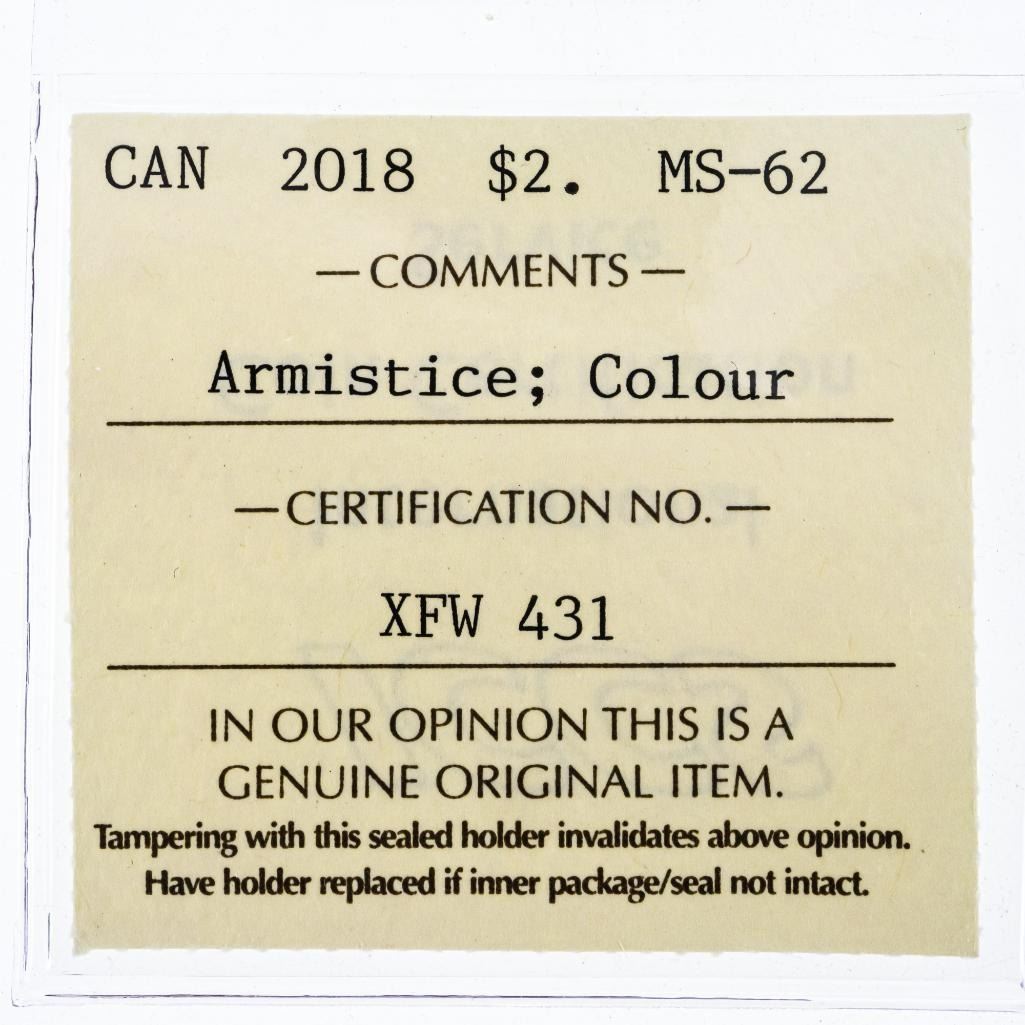 CAN 2018 $2. MS-62
— COMMENTS —
Armistice; Colour
— CERTIFICATION NO. —
XFW 431
IN OUR OPINION THIS IS A
GENUINE ORIGINAL ITEM.
Tampering with this sealed holder invalidates above opinion.
Have holder replaced if inner package/seal not intact.